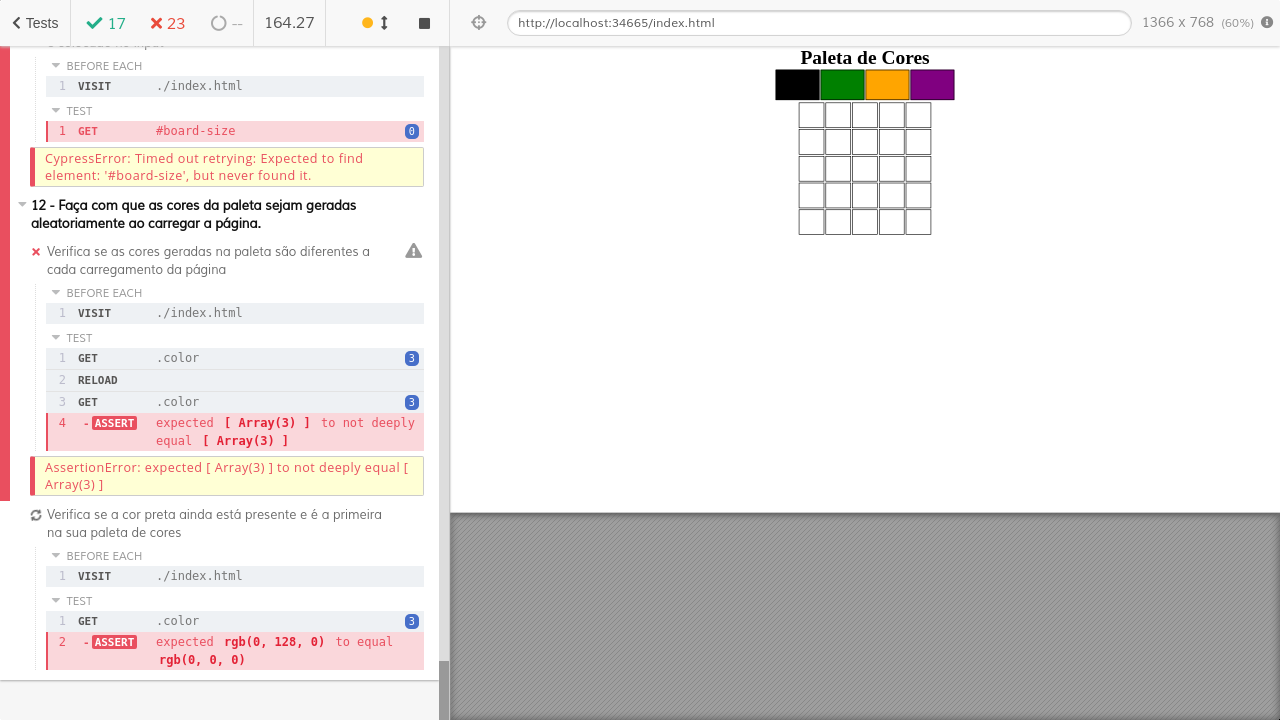 Tests
17
23
--
164.27
http://localhost:34665/index.html
1366 x 768 (60%)
BEFORE EACH
1 VISIT ./index.html
TEST
1 GET #board-size 0
CypressError: Timed out retrying: Expected to find
element: '#board-size', but never found it.
12 - Faça com que as cores da paleta sejam geradas
aleatoriamente ao carregar a página.
Verifica se as cores geradas na paleta são diferentes a
cada carregamento da página
BEFORE EACH
1 VISIT ./index.html
TEST
1 GET .color 3
2 RELOAD
3 GET .color 3
4 -ASSERT expected [ Array(3) ] to not deeply
equal [ Array(3) ]
AssertionError: expected [ Array(3) ] to not deeply equal [
Array(3) ]
Verifica se a cor preta ainda está presente e é a primeira
na sua paleta de cores
BEFORE EACH
1 VISIT ./index.html
TEST
1 GET .color 3
2 -ASSERT expected rgb(0, 128, 0) to equal
rgb(0, 0, 0)
Paleta de Cores